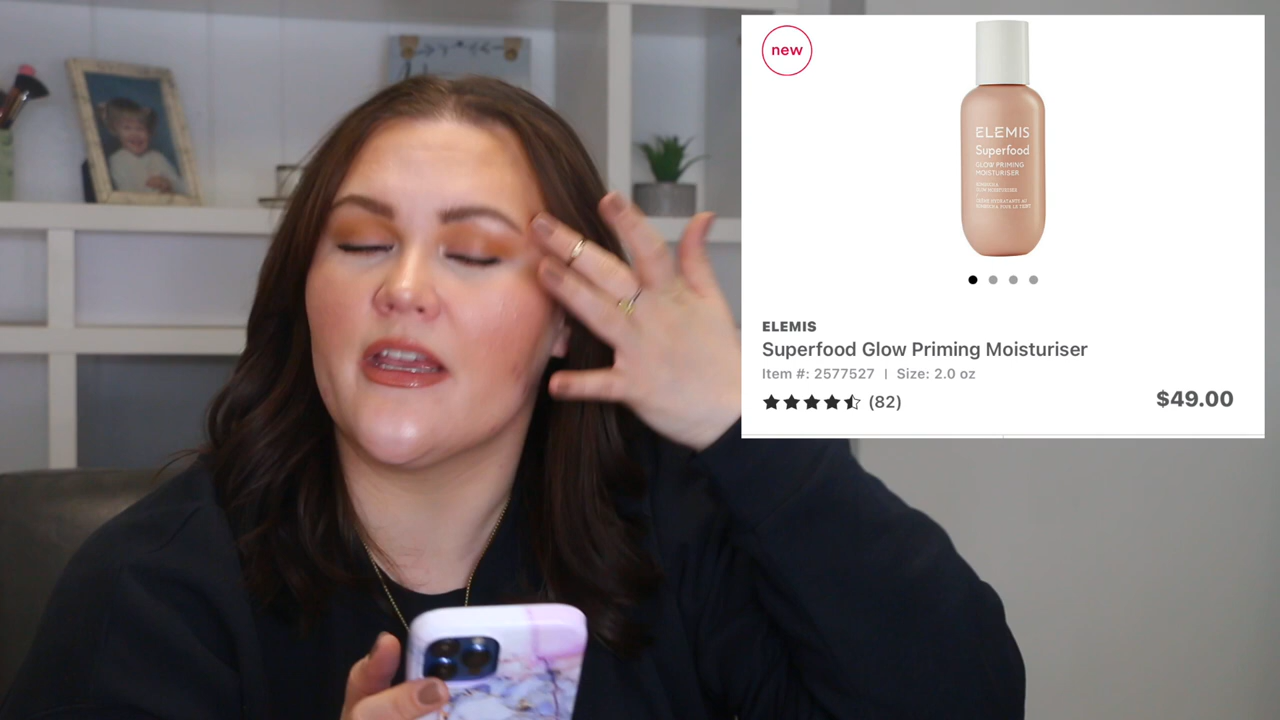 new
ELEMIS
Superfood
GLOW PRIMING
MOISTURISER
ELEMIS
Superfood Glow Priming Moisturiser
Item #: 2577527 | Size: 2.0 oz
(82)
$49.00